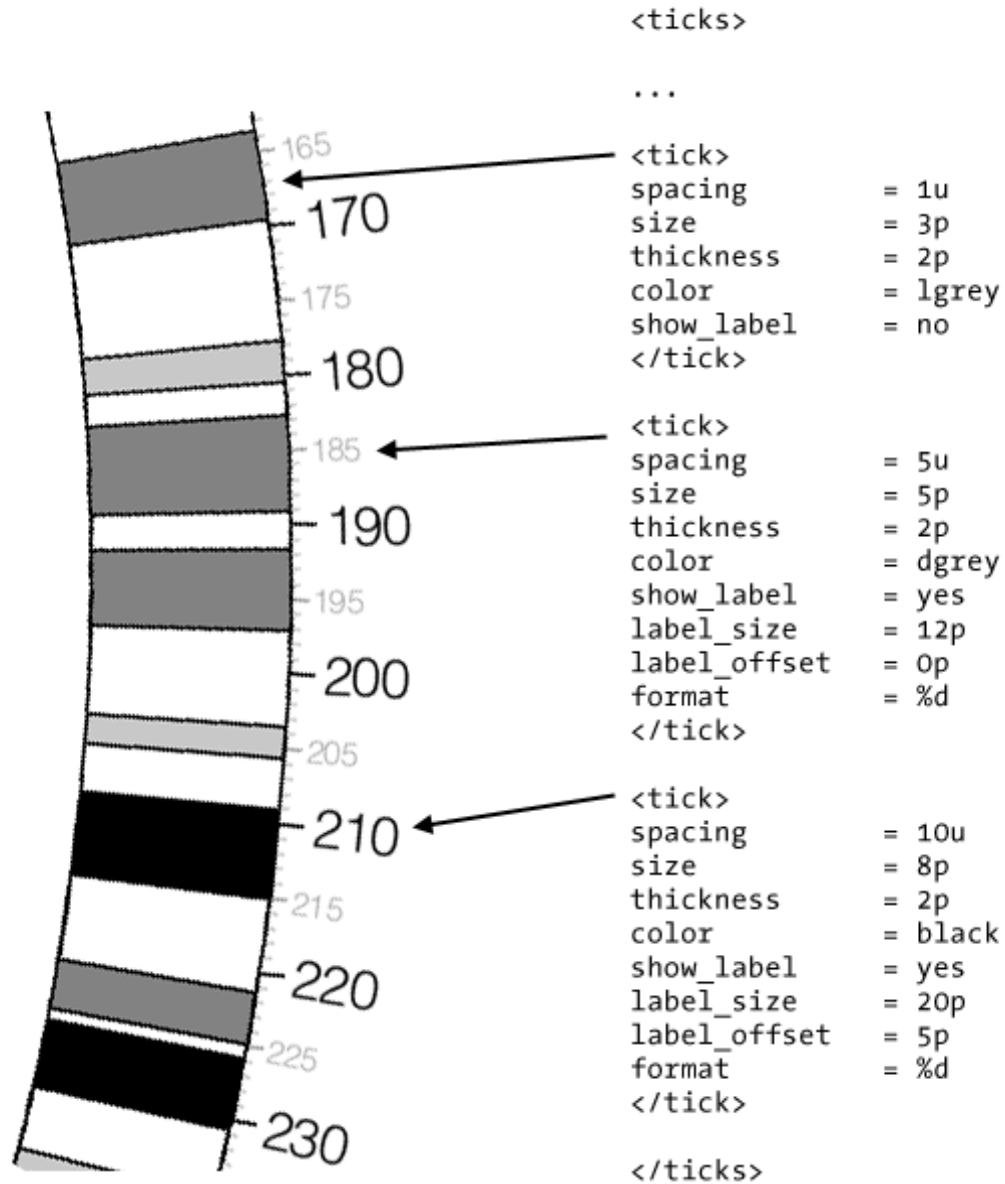 165
170
175
180
185
190
195
200
205
210
215
220
225
230
<ticks>
...
<tick>
spacing = 1u
size = 3p
thickness = 2p
color = lgrey
show_label = no
</tick>
<tick>
spacing = 5u
size = 5p
thickness = 2p
color = dgrey
show_label = yes
label_size = 12p
label_offset = 0p
format = %d
</tick>
<tick>
spacing = 10u
size = 8p
thickness = 2p
color = black
show_label = yes
label_size = 20p
label_offset = 5p
format = %d
</tick>
</ticks>